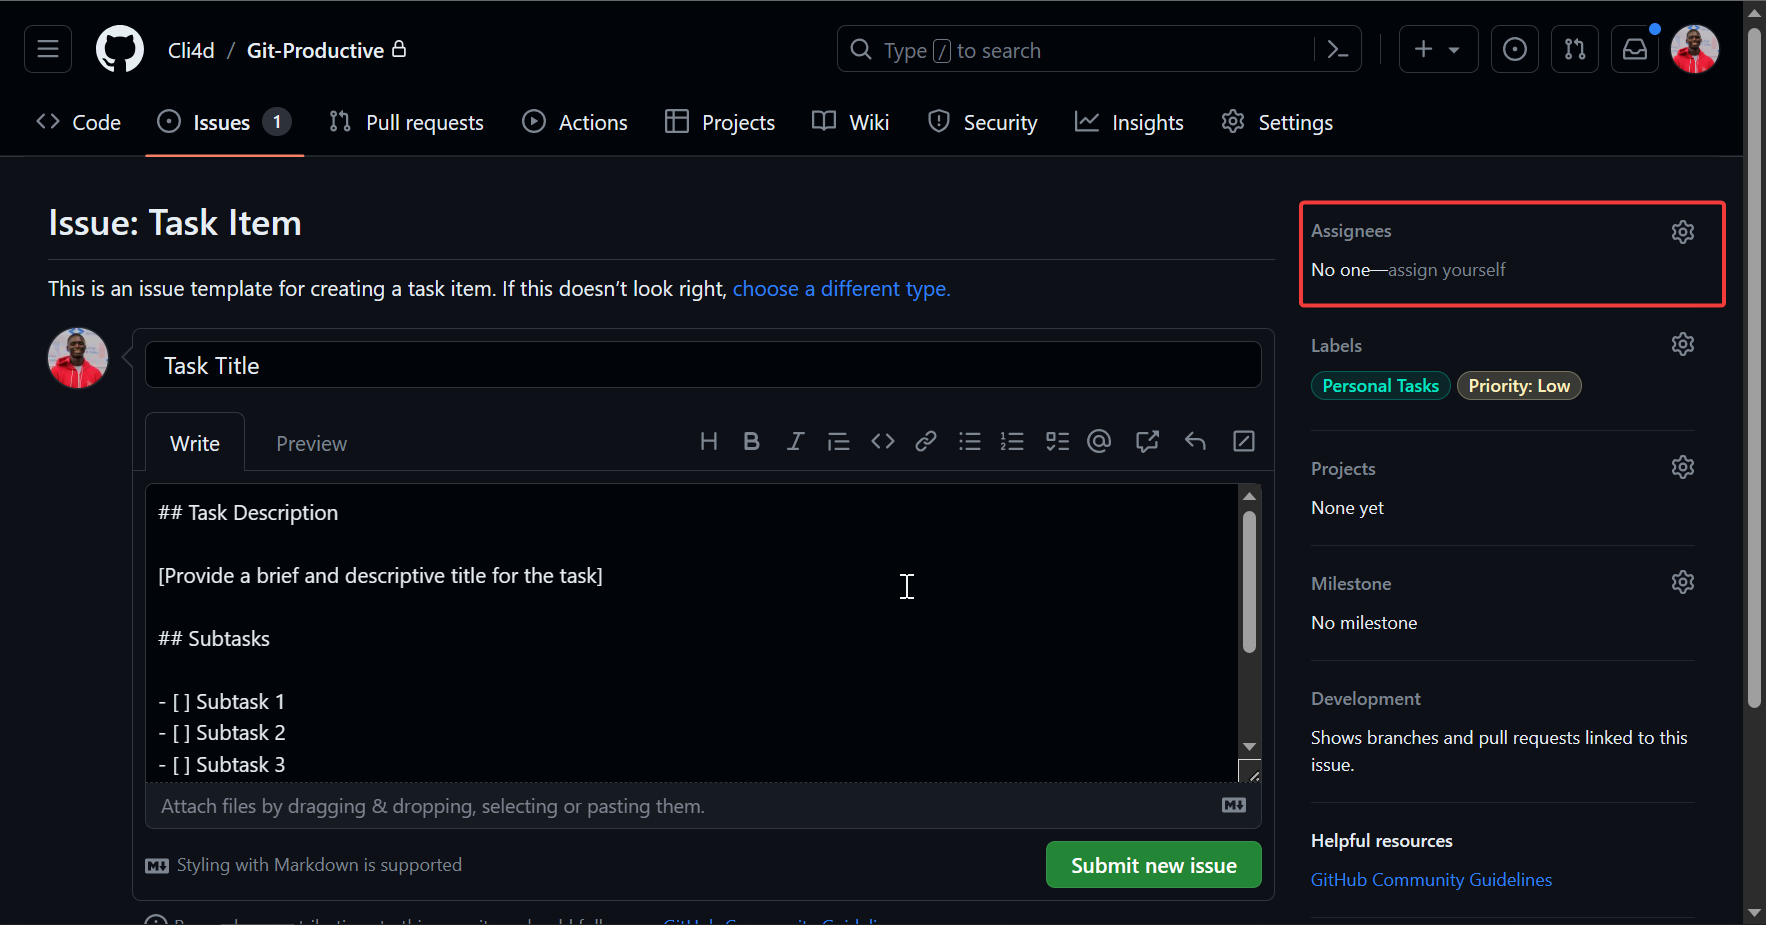 Cli4d / Git-Productive
Type / to search
Code
Issues 1
Pull requests
Actions
Projects
Wiki
Security
Insights
Settings
Issue: Task Item
This is an issue template for creating a task item. If this doesn’t look right, choose a different type.
Task Title
Write
Preview
## Task Description
[Provide a brief and descriptive title for the task]
## Subtasks
- [ ] Subtask 1
- [ ] Subtask 2
- [ ] Subtask 3
Attach files by dragging & dropping, selecting or pasting them.
Styling with Markdown is supported
Submit new issue
Assignees
No one—assign yourself
Labels
Personal Tasks
Priority: Low
Projects
None yet
Milestone
No milestone
Development
Shows branches and pull requests linked to this
issue.
Helpful resources
GitHub Community Guidelines